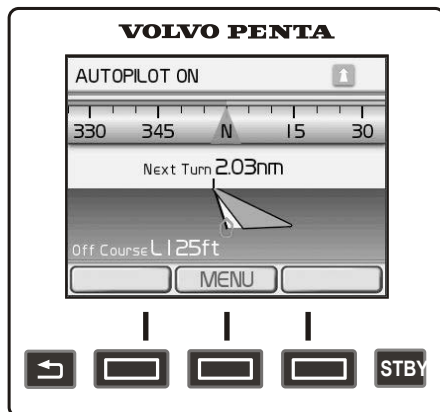 VOLVO PENTA
AUTOPILOT ON
330 345 N 15 30
Next Turn 2.03nm
Off Course L125ft
MENU
STBY